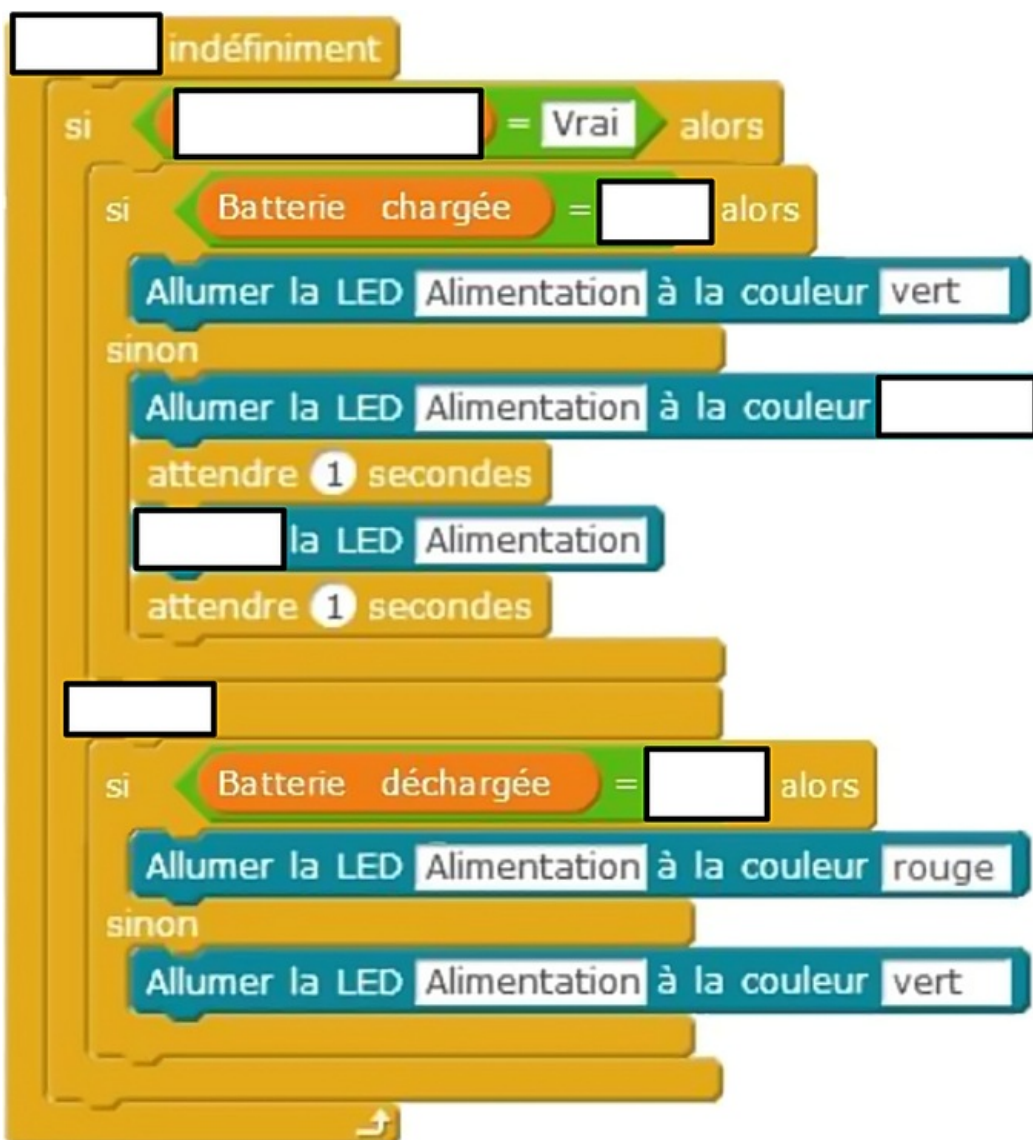 indéfiniment
si = Vrai alors
si Batterie chargée = alors
Allumer la LED Alimentation à la couleur vert
sinon
Allumer la LED Alimentation à la couleur
attendre 1 secondes
la LED Alimentation
attendre 1 secondes
si Batterie déchargée = alors
Allumer la LED Alimentation à la couleur rouge
sinon
Allumer la LED Alimentation à la couleur vert